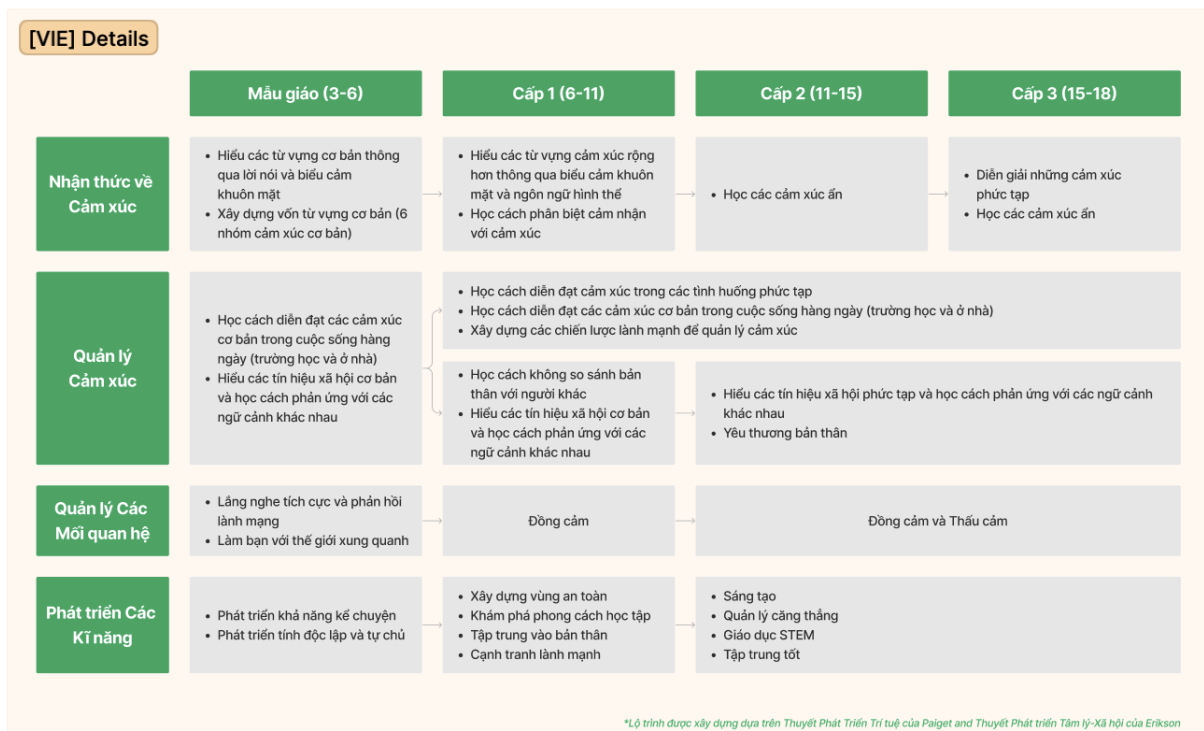 [VIE] Details
Mẫu giáo (3-6)
Cấp 1 (6-11)
Cấp 2 (11-15)
Cấp 3 (15-18)
Nhận thức về
Cảm xúc
• Hiểu các từ vựng cơ bản thông
qua lời nói và biểu cảm
khuôn mặt
• Xây dựng vốn từ vựng cơ bản (6
nhóm cảm xúc cơ bản)
• Hiểu các từ vựng cảm xúc rộng
hơn thông qua biểu cảm khuôn
mặt và ngôn ngữ hình thể
• Học cách phân biệt cảm nhận
với cảm xúc
• Học các cảm xúc ẩn
• Diễn giải những cảm xúc
phức tạp
• Học các cảm xúc ẩn
Quản lý
Cảm xúc
• Học cách diễn đạt các cảm xúc
cơ bản trong cuộc sống hàng
ngày (trường học và ở nhà)
• Hiểu các tín hiệu xã hội cơ bản
và học cách phản ứng với các
ngữ cảnh khác nhau
• Học cách diễn đạt cảm xúc trong các tình huống phức tạp
• Học cách diễn đạt các cảm xúc cơ bản trong cuộc sống hàng ngày (trường học và ở nhà)
• Xây dựng các chiến lược lành mạnh để quản lý cảm xúc
• Học cách không so sánh bản
thân với người khác
• Hiểu các tín hiệu xã hội cơ bản
và học cách phản ứng với các
ngữ cảnh khác nhau
• Hiểu các tín hiệu xã hội phức tạp và học cách phản ứng với các ngữ cảnh
khác nhau
• Yêu thương bản thân
Quản lý Các
Mối quan hệ
• Lắng nghe tích cực và phản hồi
lành mạng
• Làm bạn với thế giới xung quanh
Đồng cảm
Đồng cảm và Thấu cảm
Phát triển Các
Kĩ năng
• Phát triển khả năng kể chuyện
• Phát triển tính độc lập và tự chủ
• Xây dựng vùng an toàn
• Khám phá phong cách học tập
• Tập trung vào bản thân
• Cạnh tranh lành mạnh
• Sáng tạo
• Quản lý căng thẳng
• Giáo dục STEM
• Tập trung tốt
*Lộ trình được xây dựng dựa trên Thuyết Phát Triển Trí tuệ của Paiget and Thuyết Phát triển Tâm lý-Xã hội của Erikson